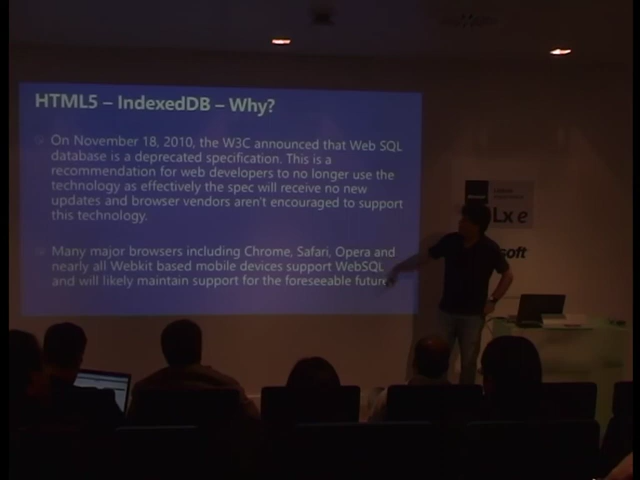 HTML5 – IndexedDB – Why?
On November 18, 2010, the W3C announced that Web SQL
database is a deprecated specification. This is a
recommendation for web developers to no longer use the
technology as effectively the spec will receive no new
updates and browser vendors aren't encouraged to support
this technology.
Many major browsers including Chrome, Safari, Opera and
nearly all Webkit based mobile devices support WebSQL
and will likely maintain support for the foreseeable future
Lx e
soft